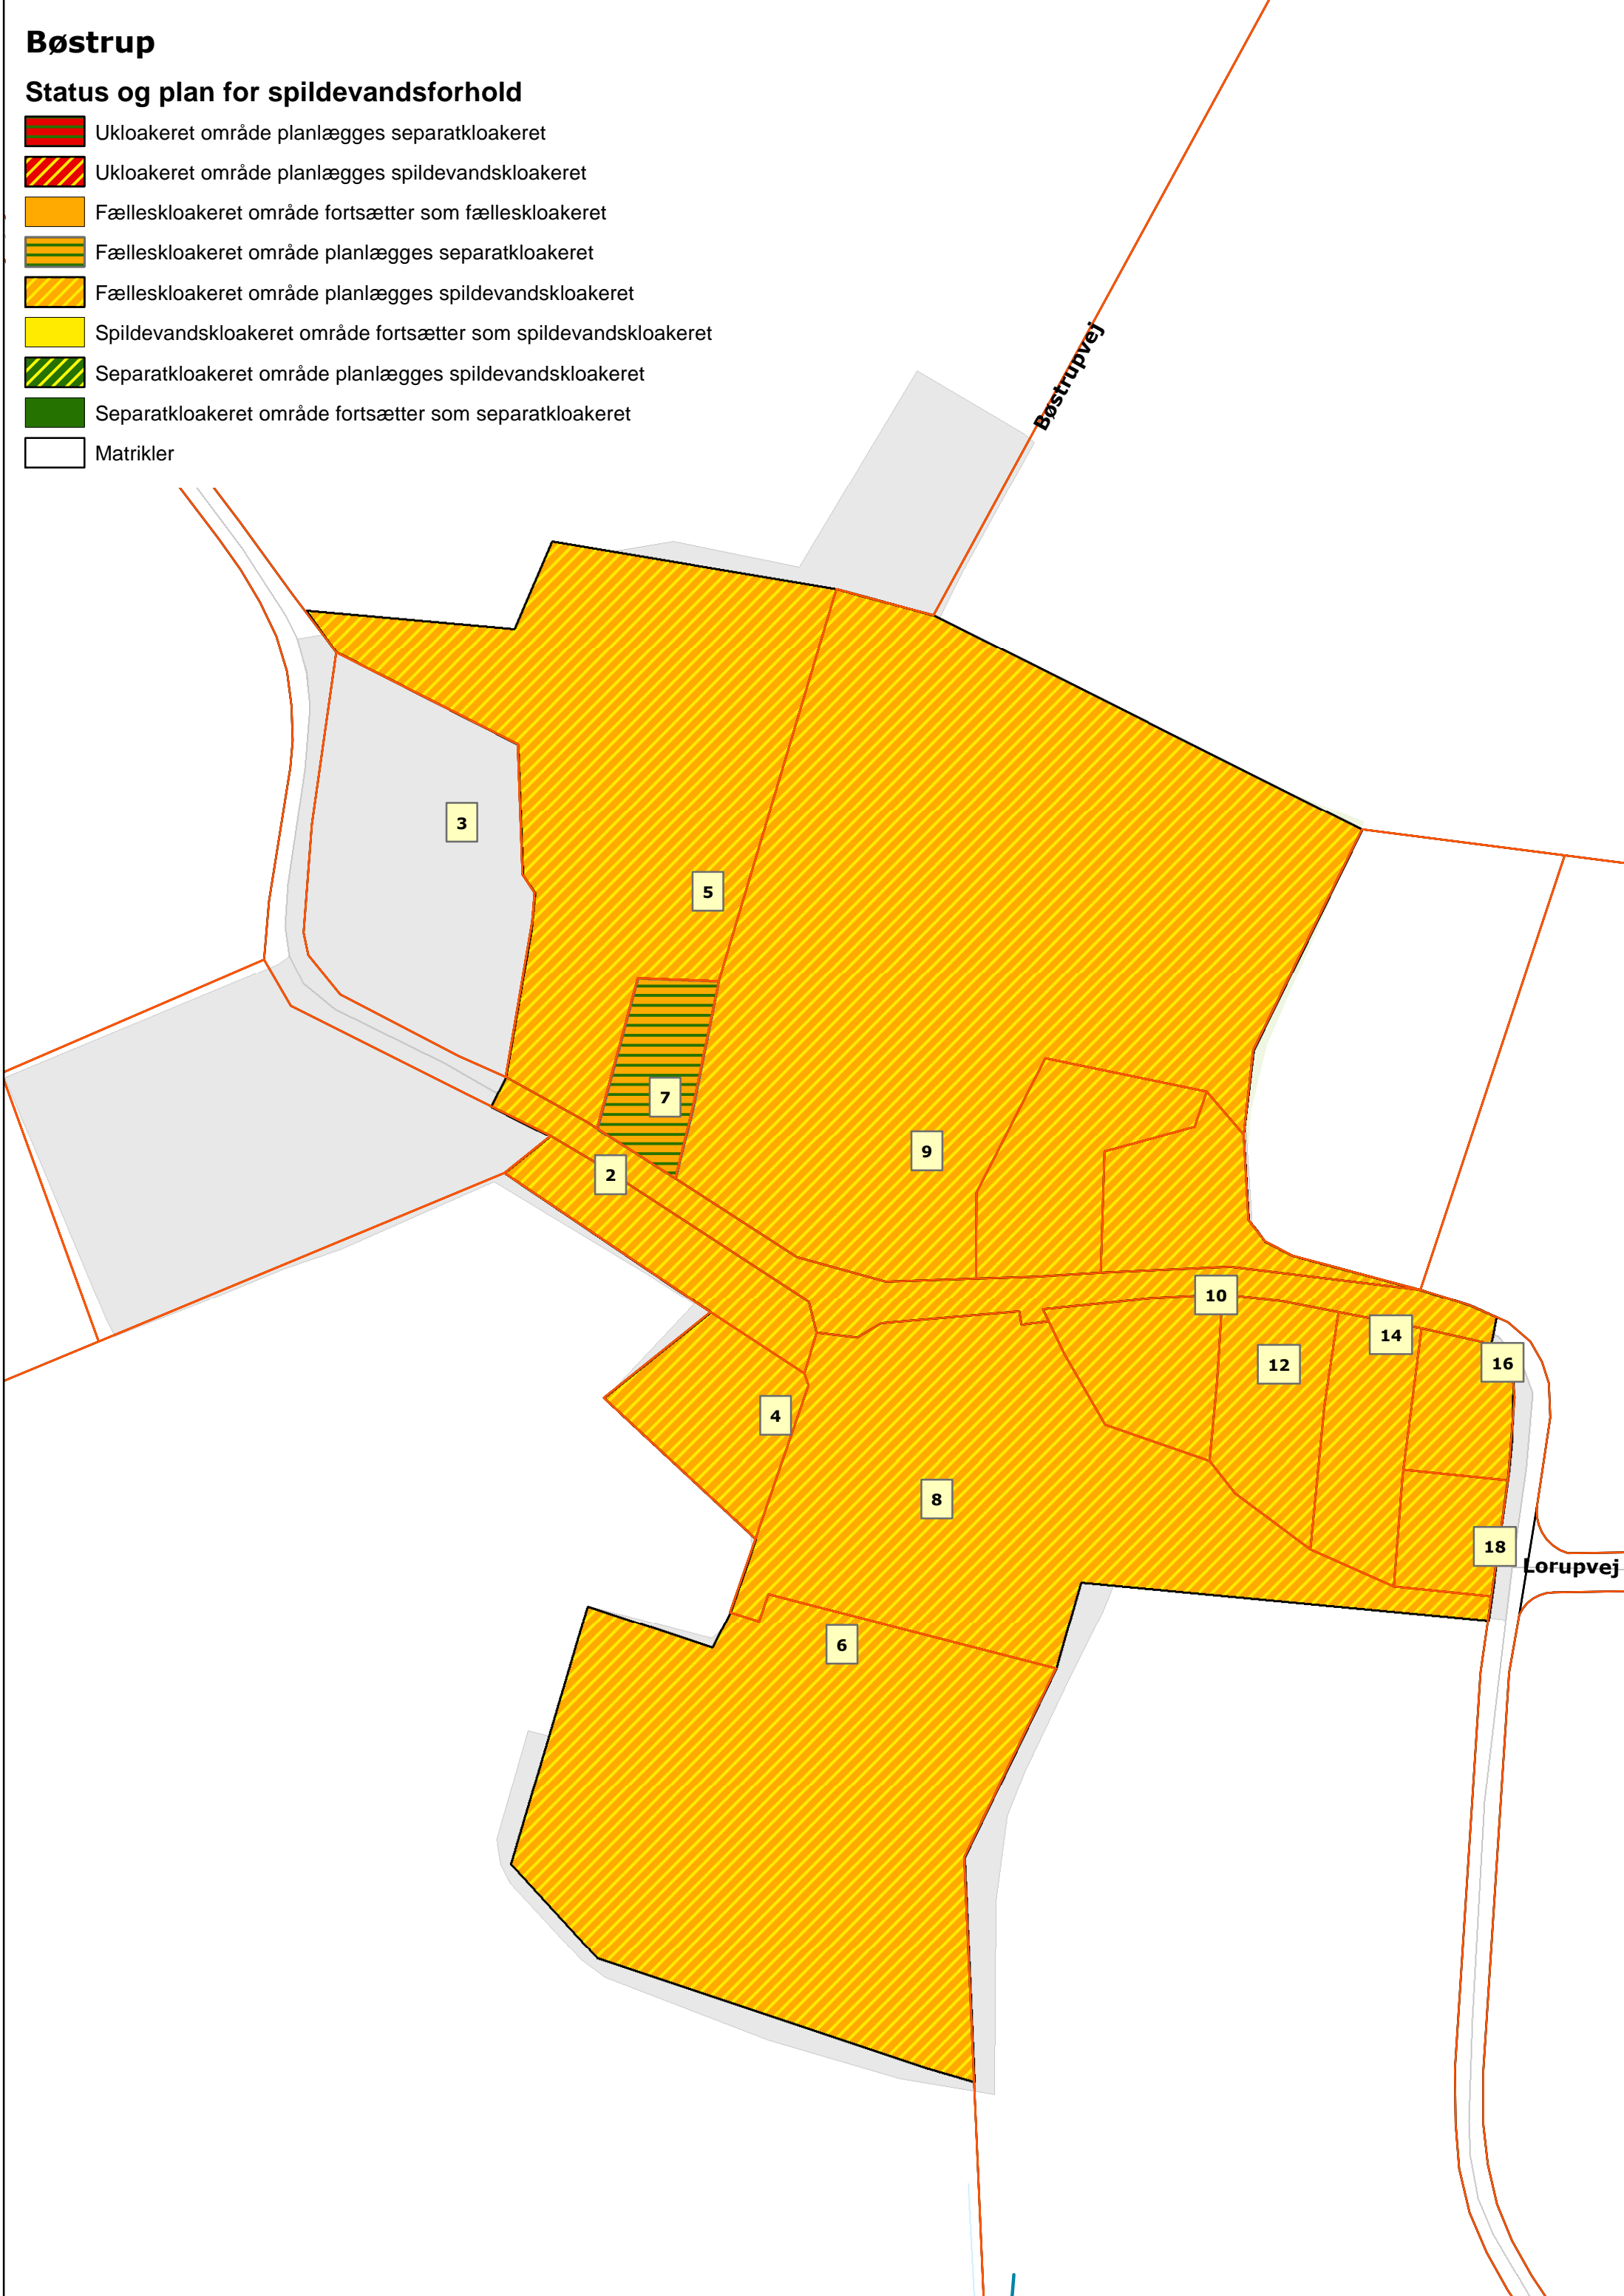 Bøstrup
Status og plan for spildevandsforhold
Ukloakeret område planlægges separatkloakeret
Ukloakeret område planlægges spildevandskloakeret
Fælleskloakeret område fortsætter som fælleskloakeret
Fælleskloakeret område planlægges separatkloakeret
Fælleskloakeret område planlægges spildevandskloakeret
Spildevandskloakeret område fortsætter som spildevandskloakeret
Separatkloakeret område planlægges spildevandskloakeret
Separatkloakeret område fortsætter som separatkloakeret
Matrikler
Bøstrupvej
3
5
7
9
2
10
14
12
16
4
8
18
Lorupvej
6